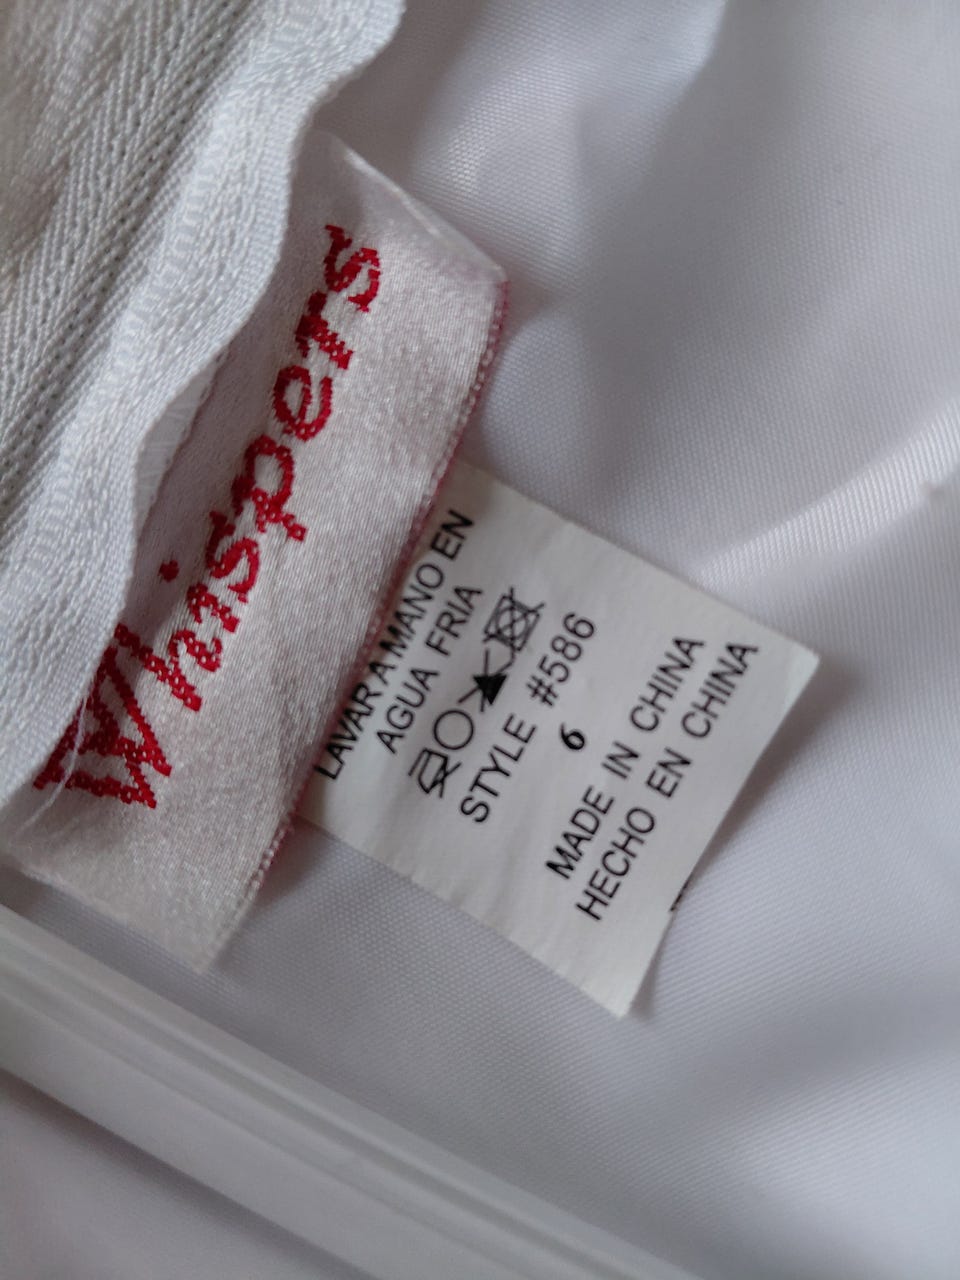 Whispers
LAVAR A MANO EN
AGUA FRIA
STYLE #586
6
MADE IN CHINA
HECHO EN CHINA